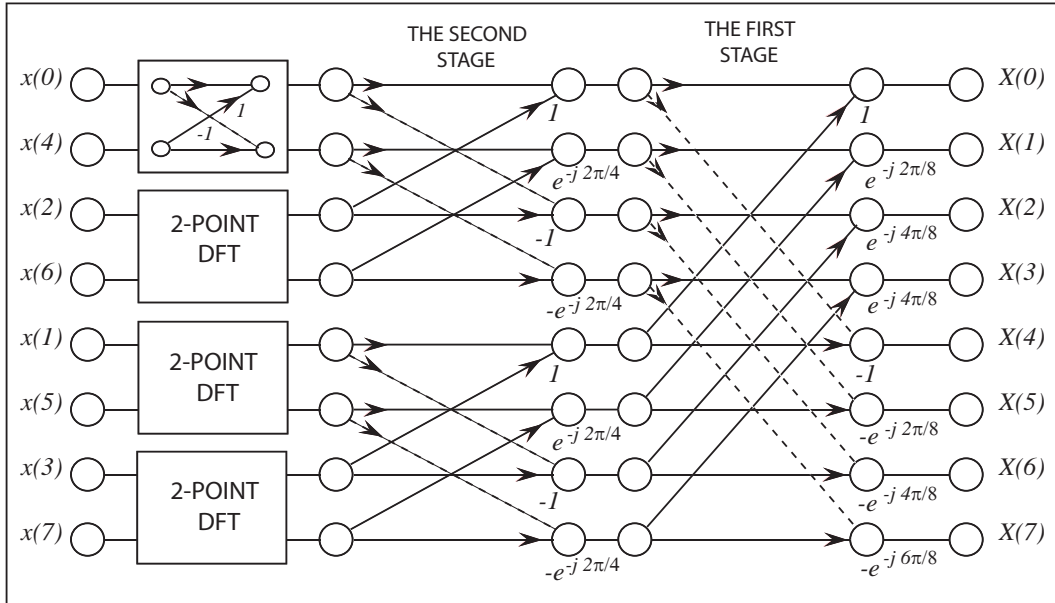 THE SECOND STAGE
THE FIRST STAGE
x(0)
1
-1
1
1
X(0)
x(4)
e^-j 2π/4
e^-j 2π/8
X(1)
x(2)
2-POINT DFT
-1
e^-j 4π/8
X(2)
x(6)
-e^-j 2π/4
e^-j 4π/8
X(3)
x(1)
2-POINT DFT
1
-1
X(4)
x(5)
e^-j 2π/4
-e^-j 2π/8
X(5)
x(3)
2-POINT DFT
-1
-e^-j 4π/8
X(6)
x(7)
-e^-j 2π/4
-e^-j 6π/8
X(7)